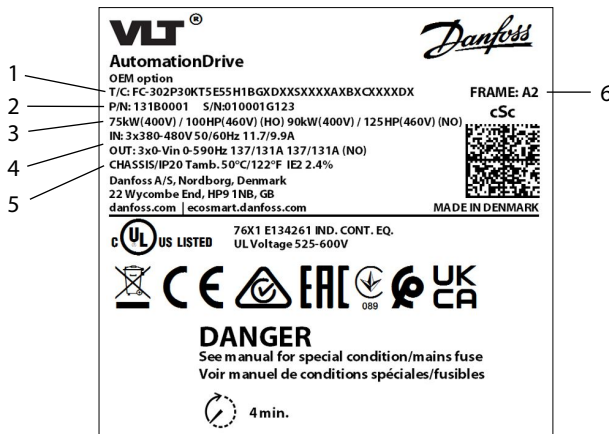 VLT ®
Danfoss
AutomationDrive
OEM option
1
T/C: FC-302P30KT5E55H1BGXDXXSXXXXAXBXCXXXXDX
FRAME: A2
6
2
P/N: 131B0001 S/N:010001G123
cSc
3
75kW(400V) / 100HP(460V) (HO) 90kW(400V) / 125HP(460V) (NO)
IN: 3x380-480V 50/60Hz 11.7/9.9A
4
OUT: 3x0-Vin 0-590Hz 137/131A 137/131A (NO)
5
CHASSIS/IP20 Tamb. 50°C/122°F IE2 2.4%
Danfoss A/S, Nordborg, Denmark
22 Wycombe End, HP9 1NB, GB
danfoss.com | ecosmart.danfoss.com
MADE IN DENMARK
C UL US LISTED
76X1 E134261 IND. CONT. EQ.
UL Voltage 525-600V
CE EAC 089 UK CA
DANGER
See manual for special condition/mains fuse
Voir manuel de conditions spéciales/fusibles
4 min.